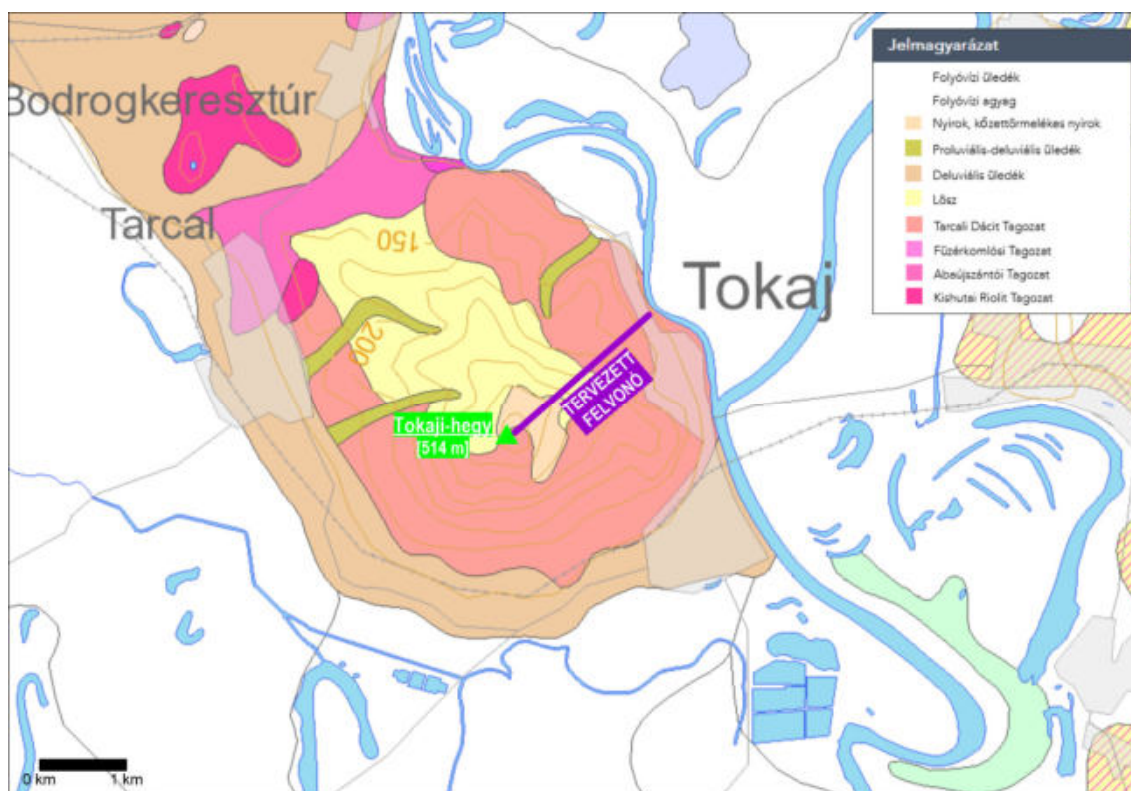 Jelmagyarázat
Folyóvízi üledék
Folyóvízi agyag
Nyirok, kőzettörmelékes nyirok
Proluviális-deluviális üledék
Deluviális üledék
Lösz
Tarcali Dácit Tagozat
Füzérkomlósi Tagozat
Abaújszántói Tagozat
Kishutai Riolit Tagozat
Bodrogkeresztúr
Tarcal
150
Tokaj
200
TERVEZETT
FELVONÓ
Tokaji-hegy
[514 m]
0 km 1 km